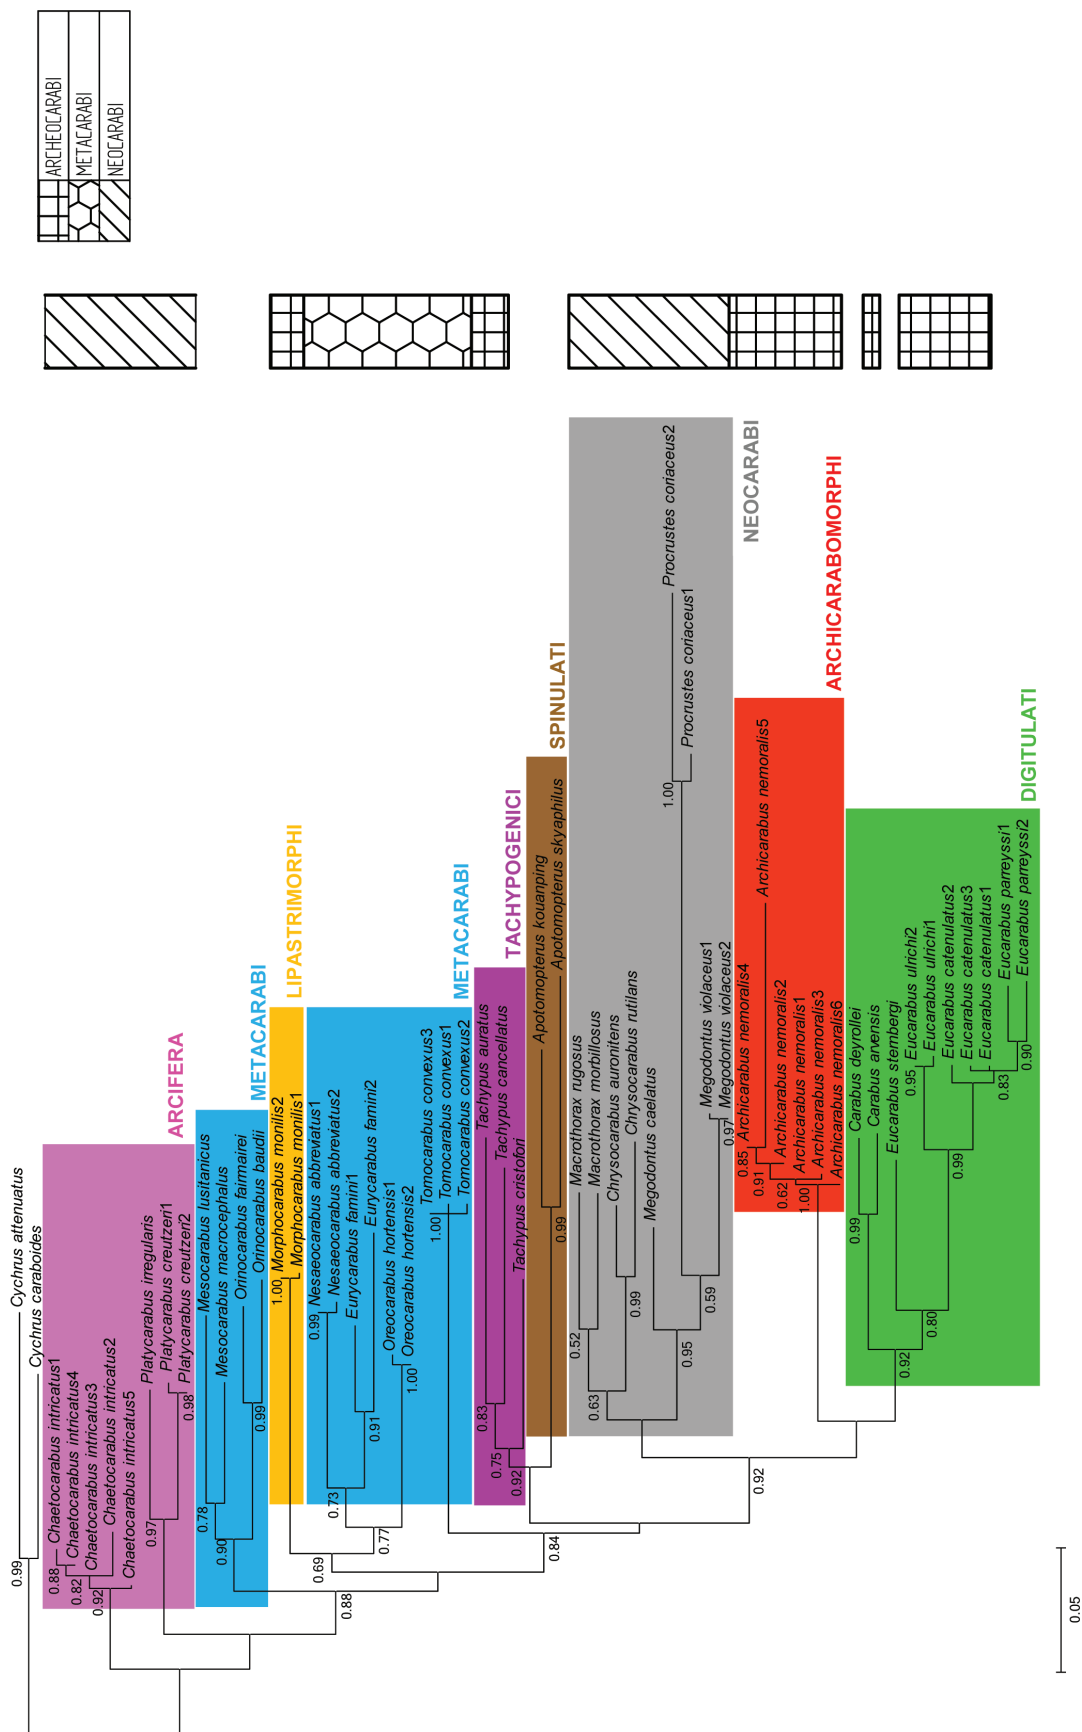 ARCHEOCARABI
METACARABI
NEOCARABI
Cychrus attenuatus
Cychrus caraboides
0.99
Chaetocarabus intricatus1
Chaetocarabus intricatus4
Chaetocarabus intricatus3
Chaetocarabus intricatus2
Chaetocarabus intricatus5
0.88
0.82
0.92
Platycarabus irregularis
Platycarabus creutzeri1
Platycarabus creutzeri2
0.97
0.98
ARCIFERA
Mesocarabus lusitanicus
Mesocarabus macrocephalus
Orinocarabus fairmairei
Orinocarabus baudii
0.78
0.90
0.99
METACARABI
Morphocarabus monilis2
Morphocarabus monilis1
1.00
LIPASTRIMORPHI
0.88
0.69
Nesaeocarabus abbreviatus1
Nesaeocarabus abbreviatus2
Eurycarabus famini1
Eurycarabus famini2
Oreocarabus hortensis1
Oreocarabus hortensis2
0.99
0.73
0.91
0.77
1.00
Tomocarabus convexus3
Tomocarabus convexus1
Tomocarabus convexus2
1.00
METACARABI
Tachypus auratus
Tachypus cancellatus
Tachypus cristofori
0.83
0.75
0.92
TACHYPOGENICI
0.84
Apotomopterus kouanping
Apotomopterus skyaphilus
0.99
SPINULATI
Macrothorax rugosus
Macrothorax morbillosus
Chrysocarabus auronitens
Chrysocarabus rutilans
Megodontus caelatus
Procrustes coriaceus2
Procrustes coriaceus1
Megodontus violaceus1
Megodontus violaceus2
0.52
0.63
0.99
0.95
1.00
0.59
0.97
NEOCARABI
0.92
Archicarabus nemoralis4
Archicarabus nemoralis5
Archicarabus nemoralis2
Archicarabus nemoralis1
Archicarabus nemoralis3
Archicarabus nemoralis6
0.85
0.91
0.62
1.00
ARCHICARABOMORPHI
Carabus deyrollei
Carabus arvensis
Eucarabus sternbergi
Eucarabus ulrichi2
Eucarabus ulrichi1
Eucarabus catenulatus2
Eucarabus catenulatus3
Eucarabus catenulatus1
Eucarabus parreyssi1
Eucarabus parreyssi2
0.99
0.92
0.80
0.95
0.99
0.83
0.90
DIGITULATI
0.05